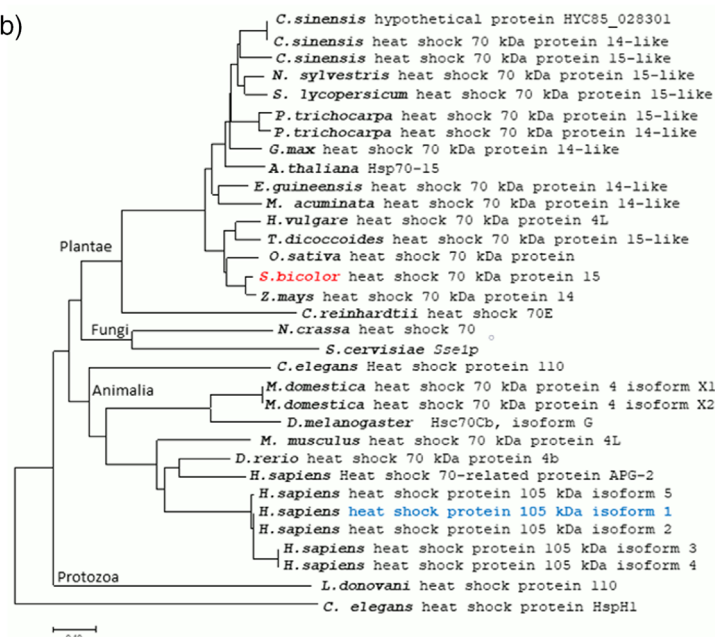 b)
C.sinensis hypothetical protein HYC85_028301
C.sinensis heat shock 70 kDa protein 14-like
C.sinensis heat shock 70 kDa protein 15-like
N. sylvestris heat shock 70 kDa protein 15-like
S. lycopersicum heat shock 70 kDa protein 15-like
P.trichocarpa heat shock 70 kDa protein 15-like
P.trichocarpa heat shock 70 kDa protein 14-like
G.max heat shock 70 kDa protein 14-like
A.thaliana Hsp70-15
E.guineensis heat shock 70 kDa protein 14-like
M. acuminata heat shock 70 kDa protein 14-like
H.vulgare heat shock 70 kDa protein 4L
T.dicoccoides heat shock 70 kDa protein 15-like
Plantae
O.sativa heat shock 70 kDa protein
S.bicolor heat shock 70 kDa protein 15
Z.mays heat shock 70 kDa protein 14
C.reinhardtii heat shock 70E
Fungi
N.crassa heat shock 70
S.cervisiae Sse1p
C.elegans Heat shock protein 110
Animalia
M.domestica heat shock 70 kDa protein 4 isoform X1
M.domestica heat shock 70 kDa protein 4 isoform X2
D.melanogaster Hsc70Cb, isoform G
M. musculus heat shock 70 kDa protein 4L
D.rerio heat shock 70 kDa protein 4b
H.sapiens Heat shock 70-related protein APG-2
H.sapiens heat shock protein 105 kDa isoform 5
H.sapiens heat shock protein 105 kDa isoform 1
H.sapiens heat shock protein 105 kDa isoform 2
H.sapiens heat shock protein 105 kDa isoform 3
H.sapiens heat shock protein 105 kDa isoform 4
Protozoa
L.donovani heat shock protein 110
C. elegans heat shock protein HspH1